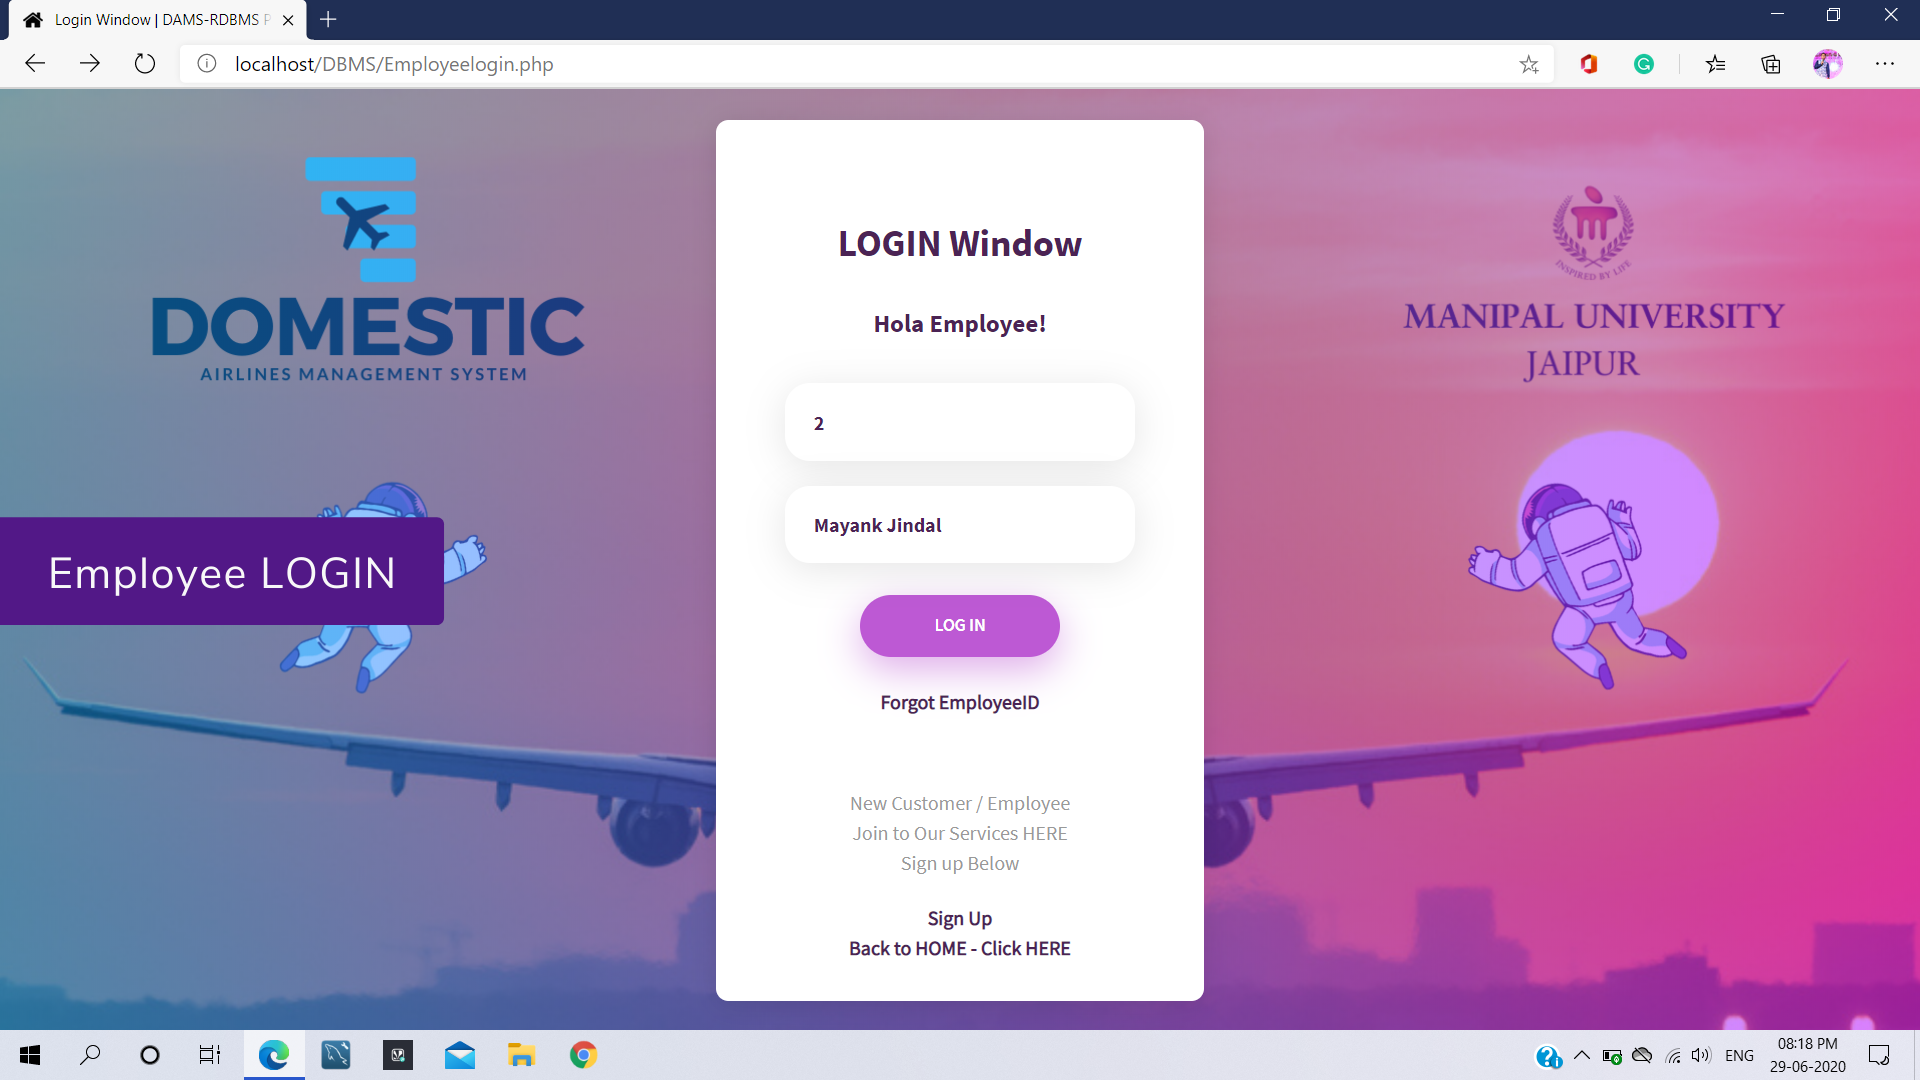 Login Window | DAMS-RDBMS P
localhost/DBMS/Employeelogin.php
DOMESTIC
AIRLINES MANAGEMENT SYSTEM
INSPIRED BY LIFE
MANIPAL UNIVERSITY
JAIPUR
LOGIN Window
Hola Employee!
2
Mayank Jindal
Employee LOGIN
LOG IN
Forgot EmployeeID
New Customer / Employee
Join to Our Services HERE
Sign up Below
Sign Up
Back to HOME - Click HERE
ENG
08:18 PM
29-06-2020